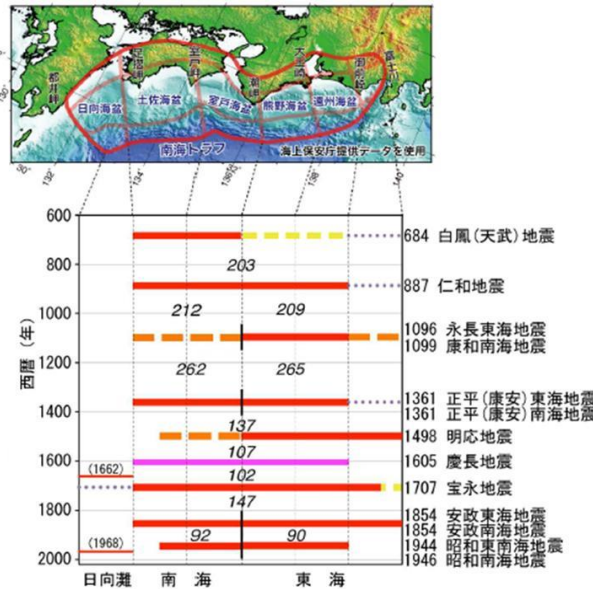 都井岬
足摺岬
室戸岬
潮岬
大王崎
御前崎
富士川
日向海盆
土佐海盆
室戸海盆
熊野海盆
遠州海盆
南海トラフ
海上保安庁提供データを使用
132
134
138
140
西暦(年)
600
800
1000
1200
1400
1600
1800
2000
684 白鳳(天武)地震
203
887 仁和地震
212
209
1096 永長東海地震
1099 康和南海地震
262
265
1361 正平(康安)東海地震
1361 正平(康安)南海地震
137
1498 明応地震
107
1605 慶長地震
(1662)
102
1707 宝永地震
147
1854 安政東海地震
1854 安政南海地震
92
90
1944 昭和東南海地震
(1968)
1946 昭和南海地震
日向灘 南 海 東 海